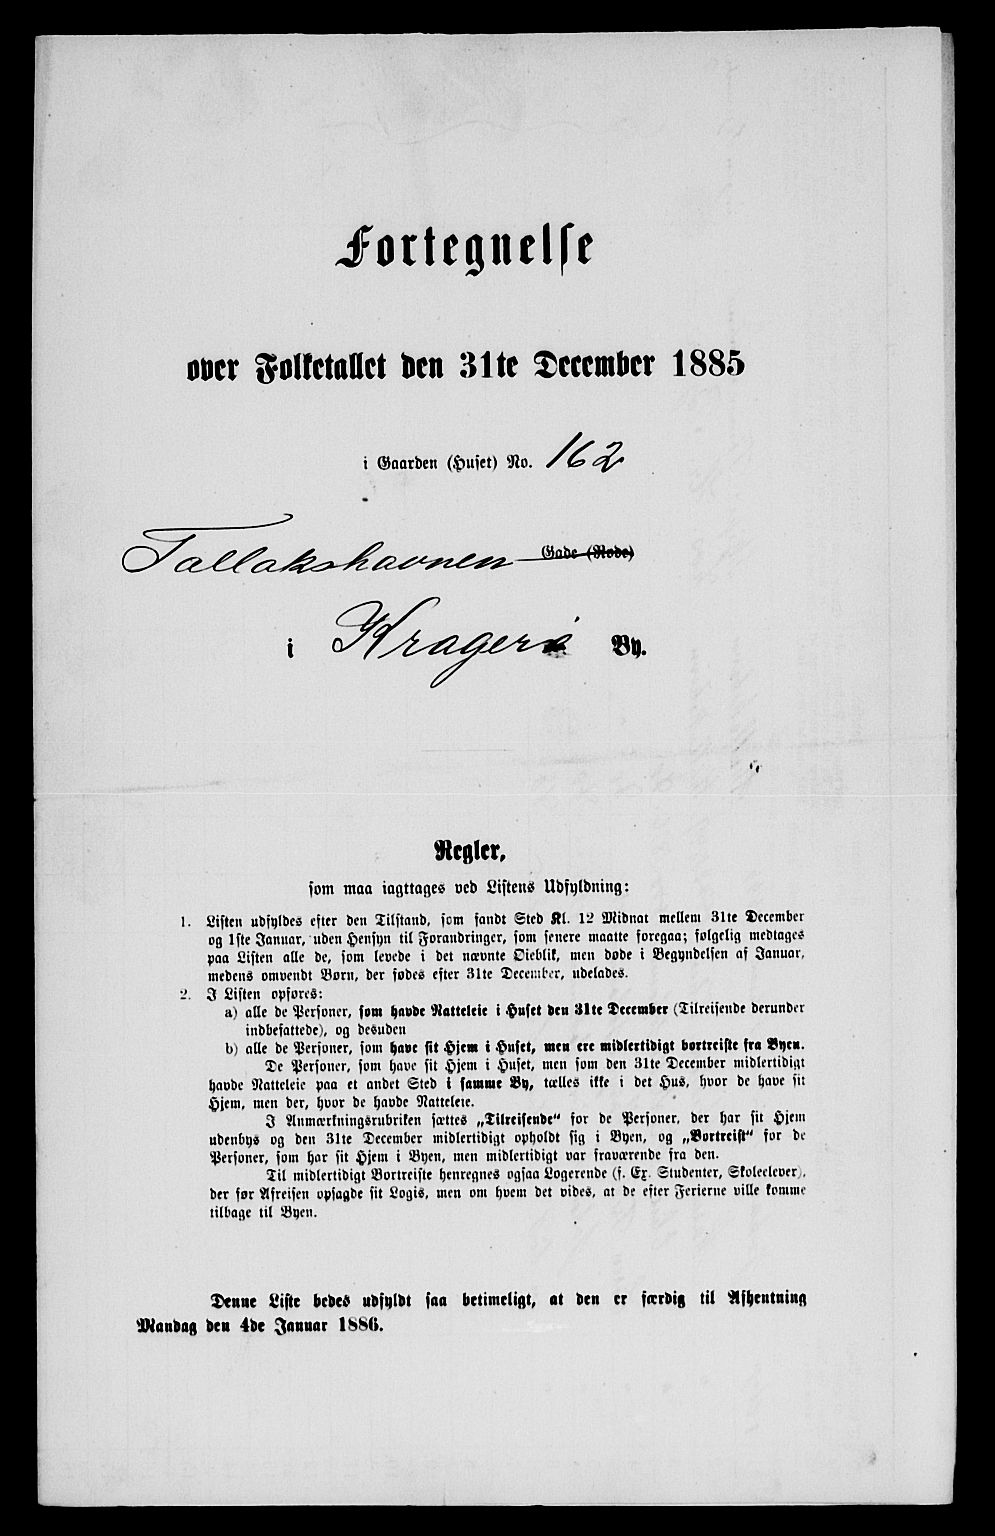 Fortegnelse
over Folketallet den 31te December 1885
i Gaarden (Huset) No. 162
Tallakshavnen Gade (Rode)
i Kragerø By.
Regler,
som maa iagttages ved Listens Udfyldning:
1. Listen udfyldes efter den Tilstand, som fandt Sted Kl. 12 Midnat mellem 31te December
og 1ste Januar, uden Hensyn til Forandringer, som senere maatte foregaa; følgelig medtages
paa Listen alle de, som levede i det nævnte Øieblik, men døde i Begyndelsen af Januar,
medens omvendt Børn, der fødes efter 31te December, udelades.
2. I Listen opføres:
a) alle de Personer, som havde Natteleie i Huset den 31te December (Tilreisende derunder
indbefattede), og desuden
b) alle de Personer, som have sit Hjem i Huset, men ere midlertidigt bortreiste fra Byen.
De Personer, som have sit Hjem i Huset, men som den 31te December midlertidigt
havde Natteleie paa et andet Sted i samme By, tælles ikke i det Hus, hvor de have sit
Hjem, men der, hvor de havde Natteleie.
I Anmærkningsrubriken sættes „Tilreisende“ for de Personer, der har sit Hjem
udenbys og den 31te December midlertidigt opholdt sig i Byen, og „Bortreist“ for de
Personer, som har sit Hjem i Byen, men midlertidigt var fraværende fra den.
Til midlertidigt Bortreiste henregnes ogsaa Logerende (f. Ex. Studenter, Skoleelever),
der før Afreisen opsagde sit Logis, men om hvem det vides, at de efter Ferierne ville komme
tilbage til Byen.
Denne Liste bedes udfyldt saa betimeligt, at den er færdig til Afhentning
Mandag den 4de Januar 1886.